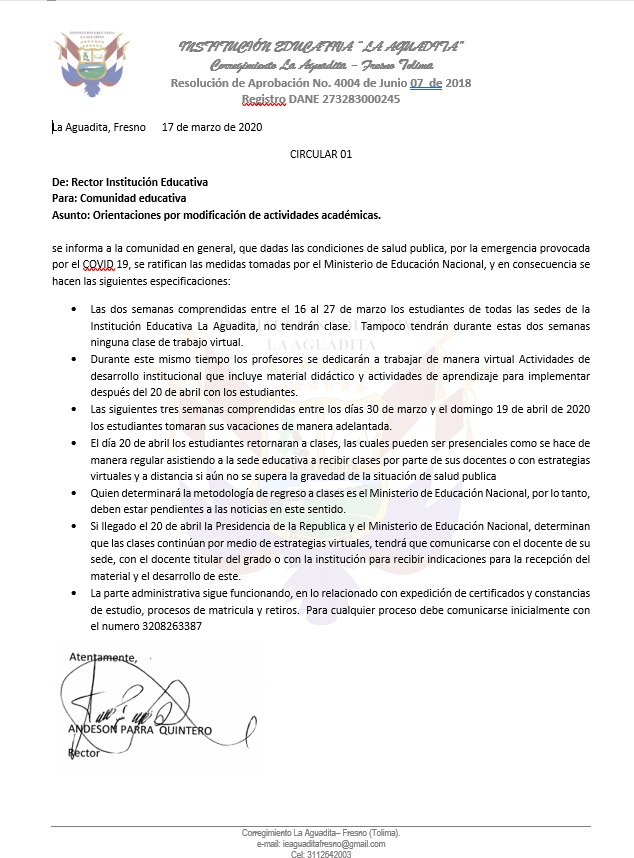 INSTITUCIÓN EDUCATIVA "LA AGUADITA"
Corregimiento La Aguadita – Fresno Tolima
Resolución de Aprobación No. 4004 de Junio 07 de 2018
Registro DANE 273283000245
La Aguadita, Fresno 17 de marzo de 2020
CIRCULAR 01
De: Rector Institución Educativa
Para: Comunidad educativa
Asunto: Orientaciones por modificación de actividades académicas.
se informa a la comunidad en general, que dadas las condiciones de salud publica, por la emergencia provocada
por el COVID 19, se ratifican las medidas tomadas por el Ministerio de Educación Nacional, y en consecuencia se
hacen las siguientes especificaciones:
• Las dos semanas comprendidas entre el 16 al 27 de marzo los estudiantes de todas las sedes de la
Institución Educativa La Aguadita, no tendrán clase. Tampoco tendrán durante estas dos semanas
ninguna clase de trabajo virtual.
LA AGUADITA
• Durante este mismo tiempo los profesores se dedicarán a trabajar de manera virtual Actividades de
desarrollo institucional que incluye material didáctico y actividades de aprendizaje para implementar
después del 20 de abril con los estudiantes.
• Las siguientes tres semanas comprendidas entre los días 30 de marzo y el domingo 19 de abril de 2020
los estudiantes tomaran sus vacaciones de manera adelantada.
• El día 20 de abril los estudiantes retornaran a clases, las cuales pueden ser presenciales como se hace de
manera regular asistiendo a la sede educativa a recibir clases por parte de sus docentes o con estrategias
virtuales y a distancia si aún no se supera la gravedad de la situación de salud publica
• Quien determinará la metodología de regreso a clases es el Ministerio de Educación Nacional, por lo tanto,
deben estar pendientes a las noticias en este sentido.
• Si llegado el 20 de abril la Presidencia de la Republica y el Ministerio de Educación Nacional, determinan
que las clases continúan por medio de estrategias virtuales, tendrá que comunicarse con el docente de su
sede, con el docente titular del grado o con la institución para recibir indicaciones para la recepción del
material y el desarrollo de este.
• La parte administrativa sigue funcionando, en lo relacionado con expedición de certificados y constancias
de estudio, procesos de matricula y retiros. Para cualquier proceso debe comunicarse inicialmente con
el numero 3208263387
Atentamente,
ANDESON PARRA QUINTERO
Rector
Corregimiento La Aguadita– Fresno (Tolima).
e-mail: ieaguaditafresno@gmail.com
Cel: 3112642003